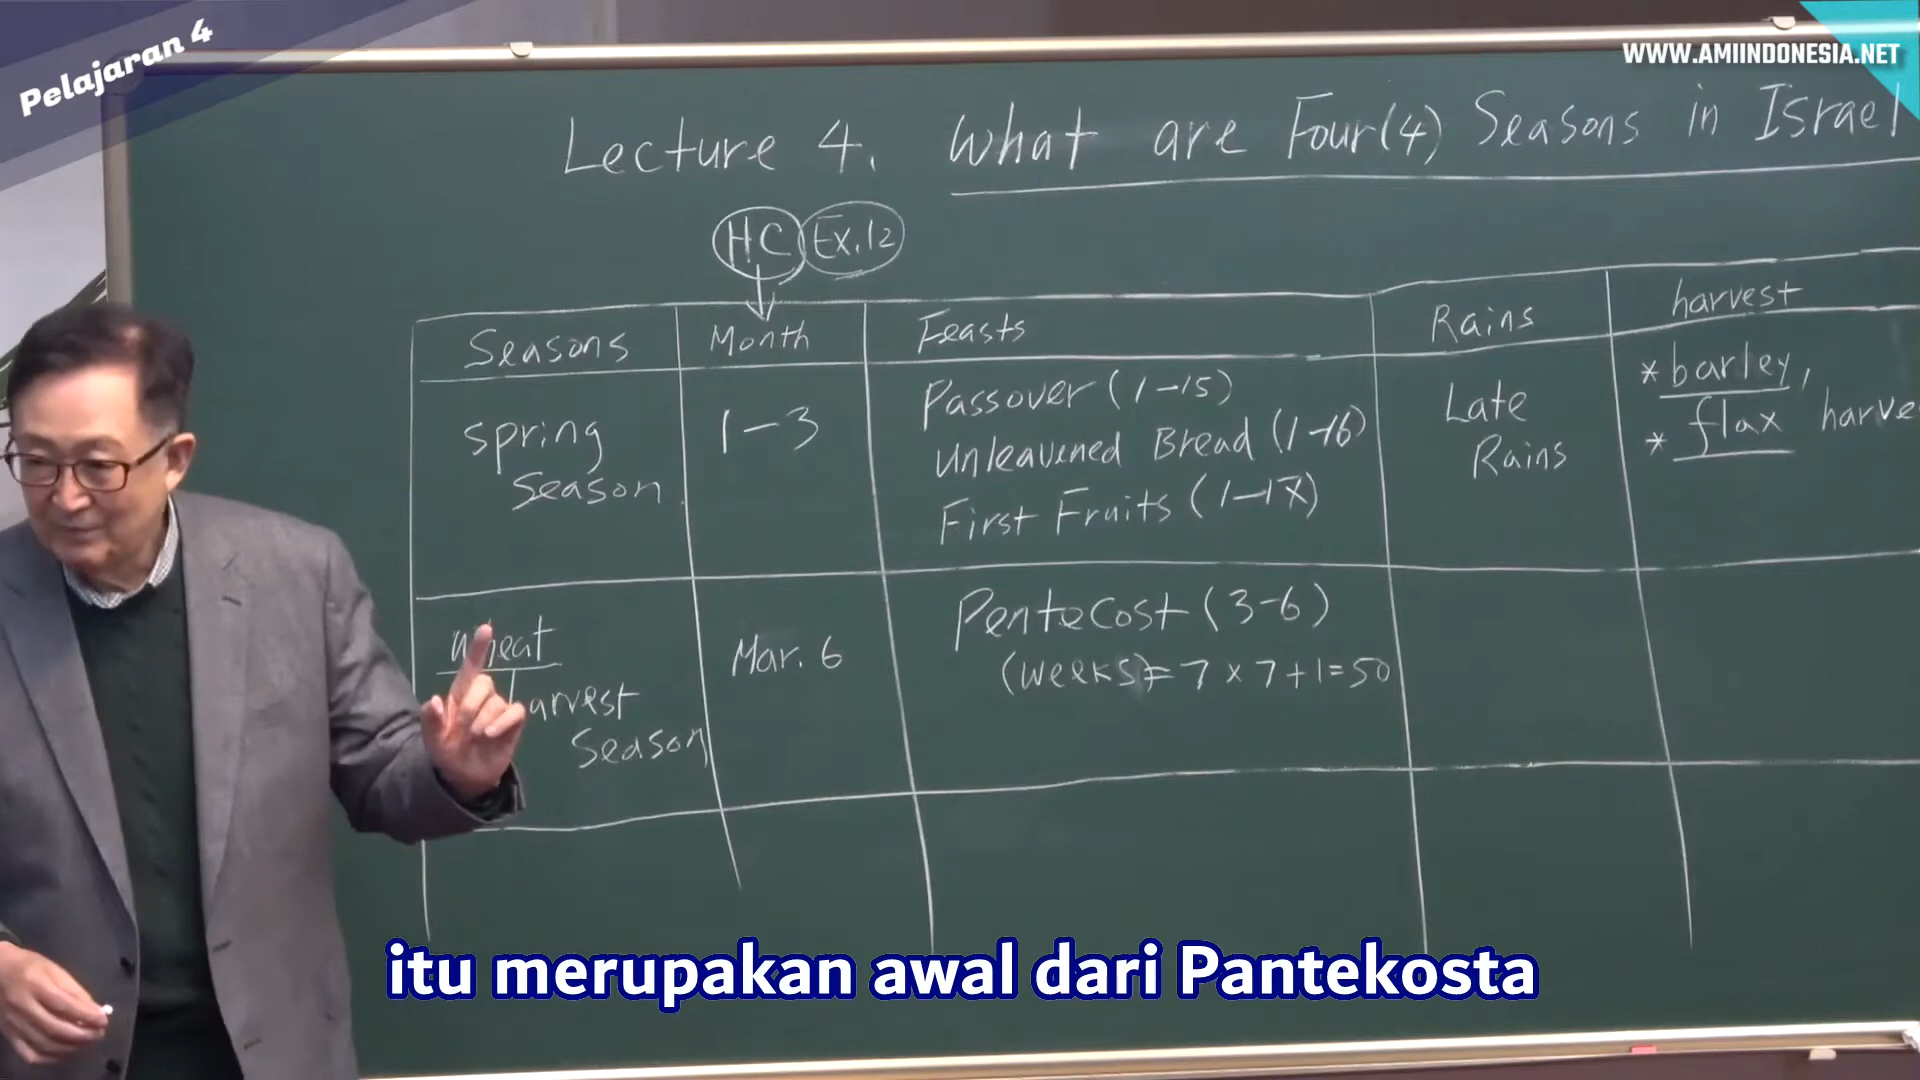 Pelajaran 4
WWW.AMIINDONESIA.NET
Lecture 4. What are Four(4) Seasons in Israel
HC Ex.12
Seasons Month Feasts Rains harvest
spring Season
1-3
Passover (1-15)
Unleavened Bread (1-16)
First Fruits (1-17)
Late
Rains
* barley,
* flax
wheat
harvest
Season
Mar. 6
Pentecost (3-6)
(weeks)= 7 x 7+1=50
itu merupakan awal dari Pantekosta